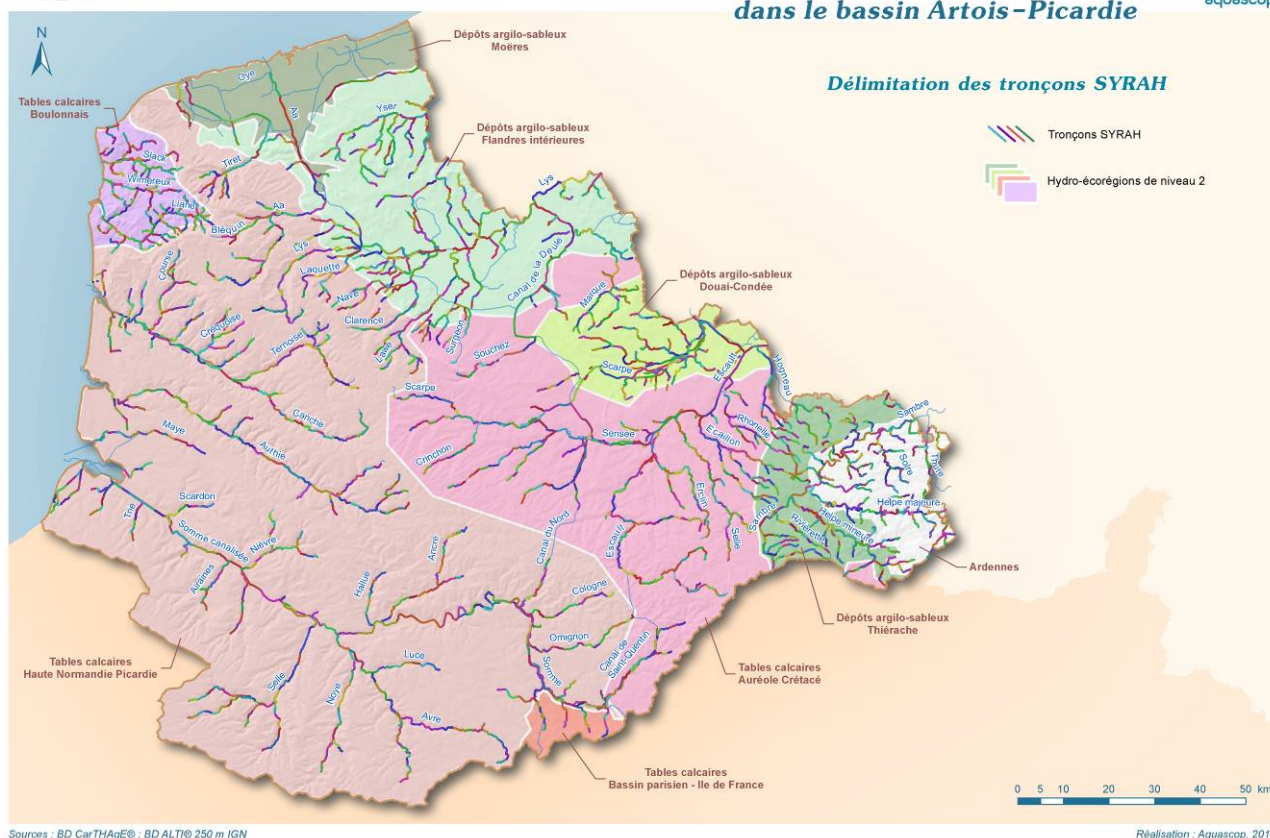 dans le bassin Artois-Picardie
aquascop
Délimitation des tronçons SYRAH
Tronçons SYRAH
Hydro-écorégions de niveau 2
N
Dépôts argilo-sableux
Moëres
Tables calcaires
Boulonnais
Dépôts argilo-sableux
Flandres intérieures
Dépôts argilo-sableux
Douai-Condée
Ardennes
Dépôts argilo-sableux
Thiérache
Tables calcaires
Auréole Crétacé
Tables calcaires
Haute Normandie Picardie
Tables calcaires
Bassin parisien - Ile de France
Oye
Aa
Yser
Slack
Wimereux
Liane
Tiret
Aa
Bléquin
Lys
Lys
Laquette
Nave
Clarence
Lawe
Surgeon
Canal de la Deule
Marque
Course
Créquoise
Ternoise
Canche
Authie
Maye
Souchez
Scarpe
Scarpe
Crinchon
Sensée
Escaut
Hogneau
Rhonelle
Ecaillon
Erclin
Selle
Sambre
Sambre
Solre
Thure
Helpe majeure
Helpe mineure
Rivièrette
Scardon
Trie
Somme canalisée
Nièvre
Airaines
Hallue
Ancre
Canal du Nord
Escaut
Cologne
Omignon
Somme
Canal de
Saint-Quentin
Luce
Selle
Noye
Avre
0 5 10 20 30 40 50 km
Sources : BD CarTHAgE® : BD ALTI® 250 m IGN
Réalisation : Aquascop, 201